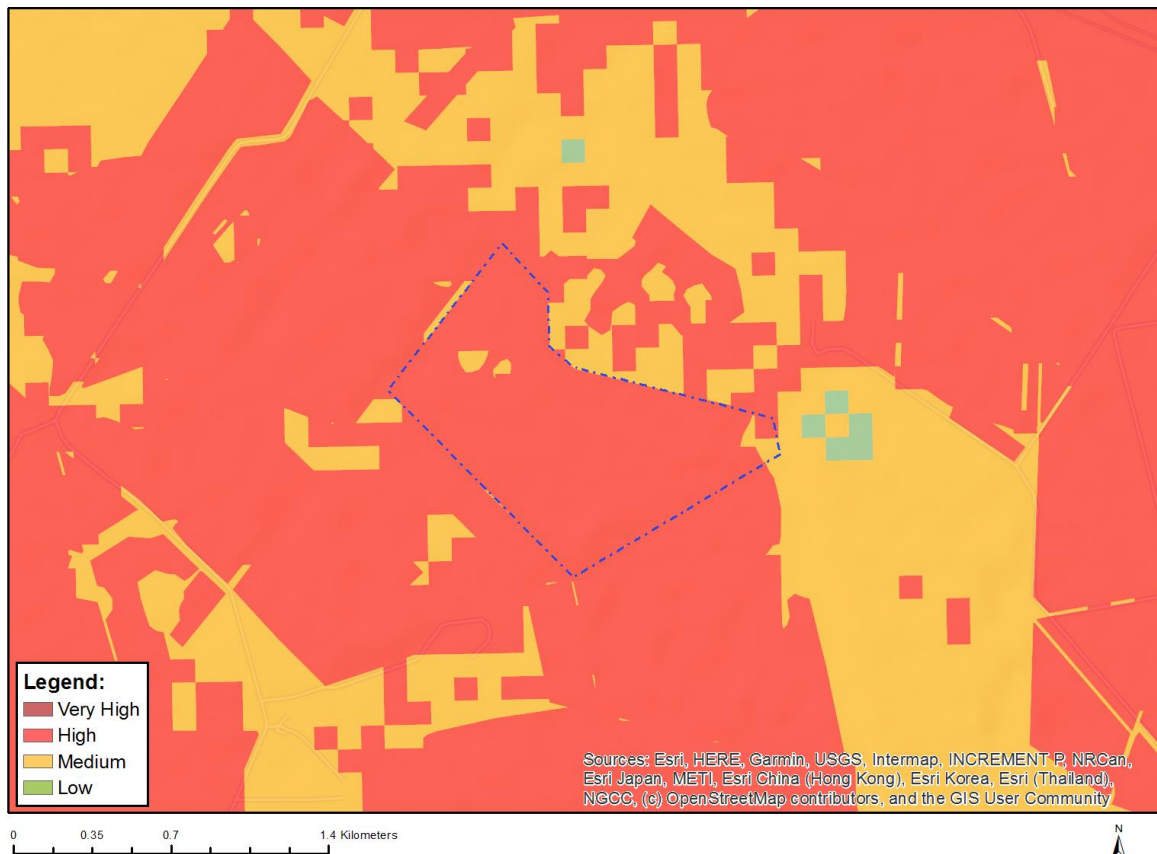 Legend:
Very High
High
Medium
Low
Sources: Esri, HERE, Garmin, USGS, Intermap, INCREMENT P, NRCan,
Esri Japan, METI, Esri China (Hong Kong), Esri Korea, Esri (Thailand),
NGCC, (c) OpenStreetMap contributors, and the GIS User Community
0 0.35 0.7 1.4 Kilometers
N